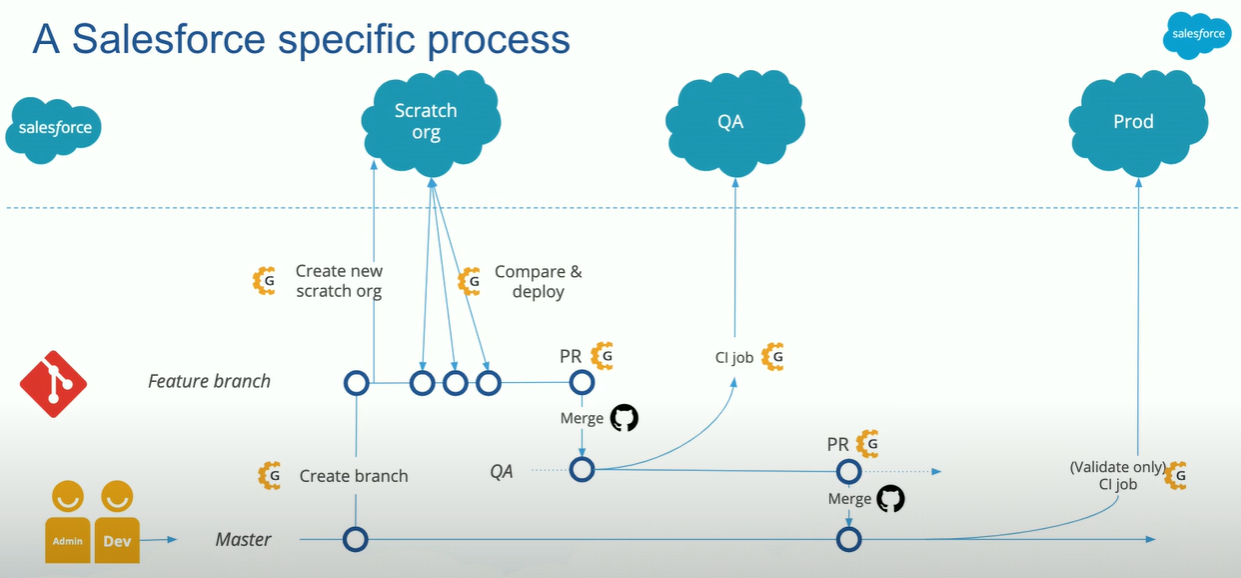 A Salesforce specific process
salesforce
salesforce
Scratch
org
QA
Prod
Create new
scratch org
G
G
Compare &
deploy
PR
G
CI job
G
Feature branch
Merge
PR
G
G
Create branch
QA
(Validate only)
CI job
G
Merge
Admin
Dev
Master